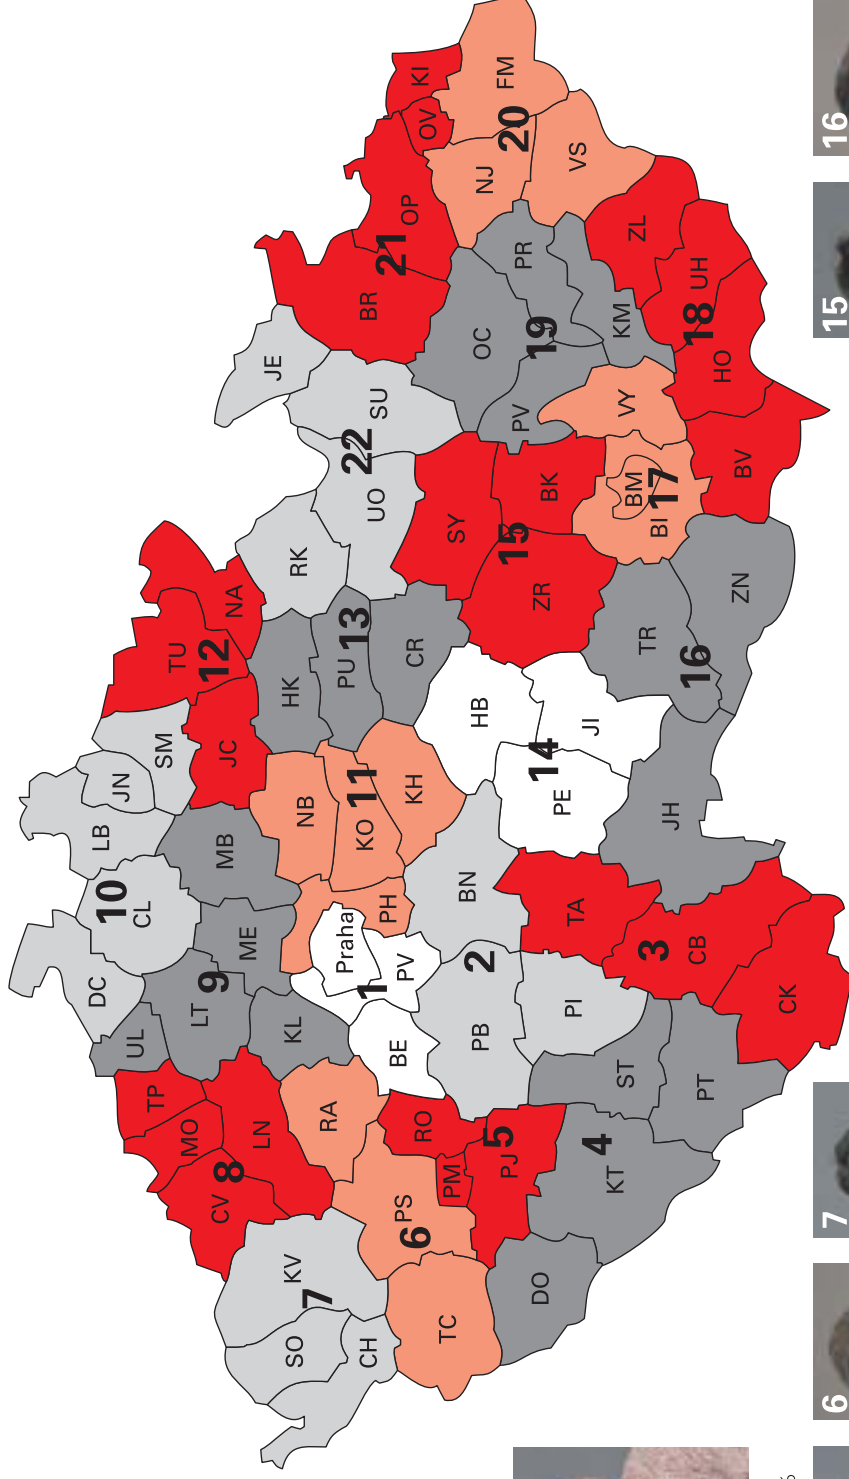 DC
LB
10
JN
UL
CL
TP
SM
TU
MO
LT
9
12
CV
8
MB
JC
NA
ME
LN
JE
KV
KL
HK
SO
RK
NB
7
RA
Praha
PU
13
22
CH
1
KO
11
BR
UO
SU
PH
21
PS
BE
PV
OP
6
KH
CR
KI
RO
OV
TC
PM
BN
SY
PB
2
HB
OC
NJ
5
PJ
FM
15
20
PV
PR
DO
ZR
19
14
BK
PE
PI
TA
VS
JI
4
KT
KM
ST
VY
BM
ZL
TR
3
BI
17
JH
16
CB
18
UH
PT
HO
ZN
BV
CK
6
7
15
16